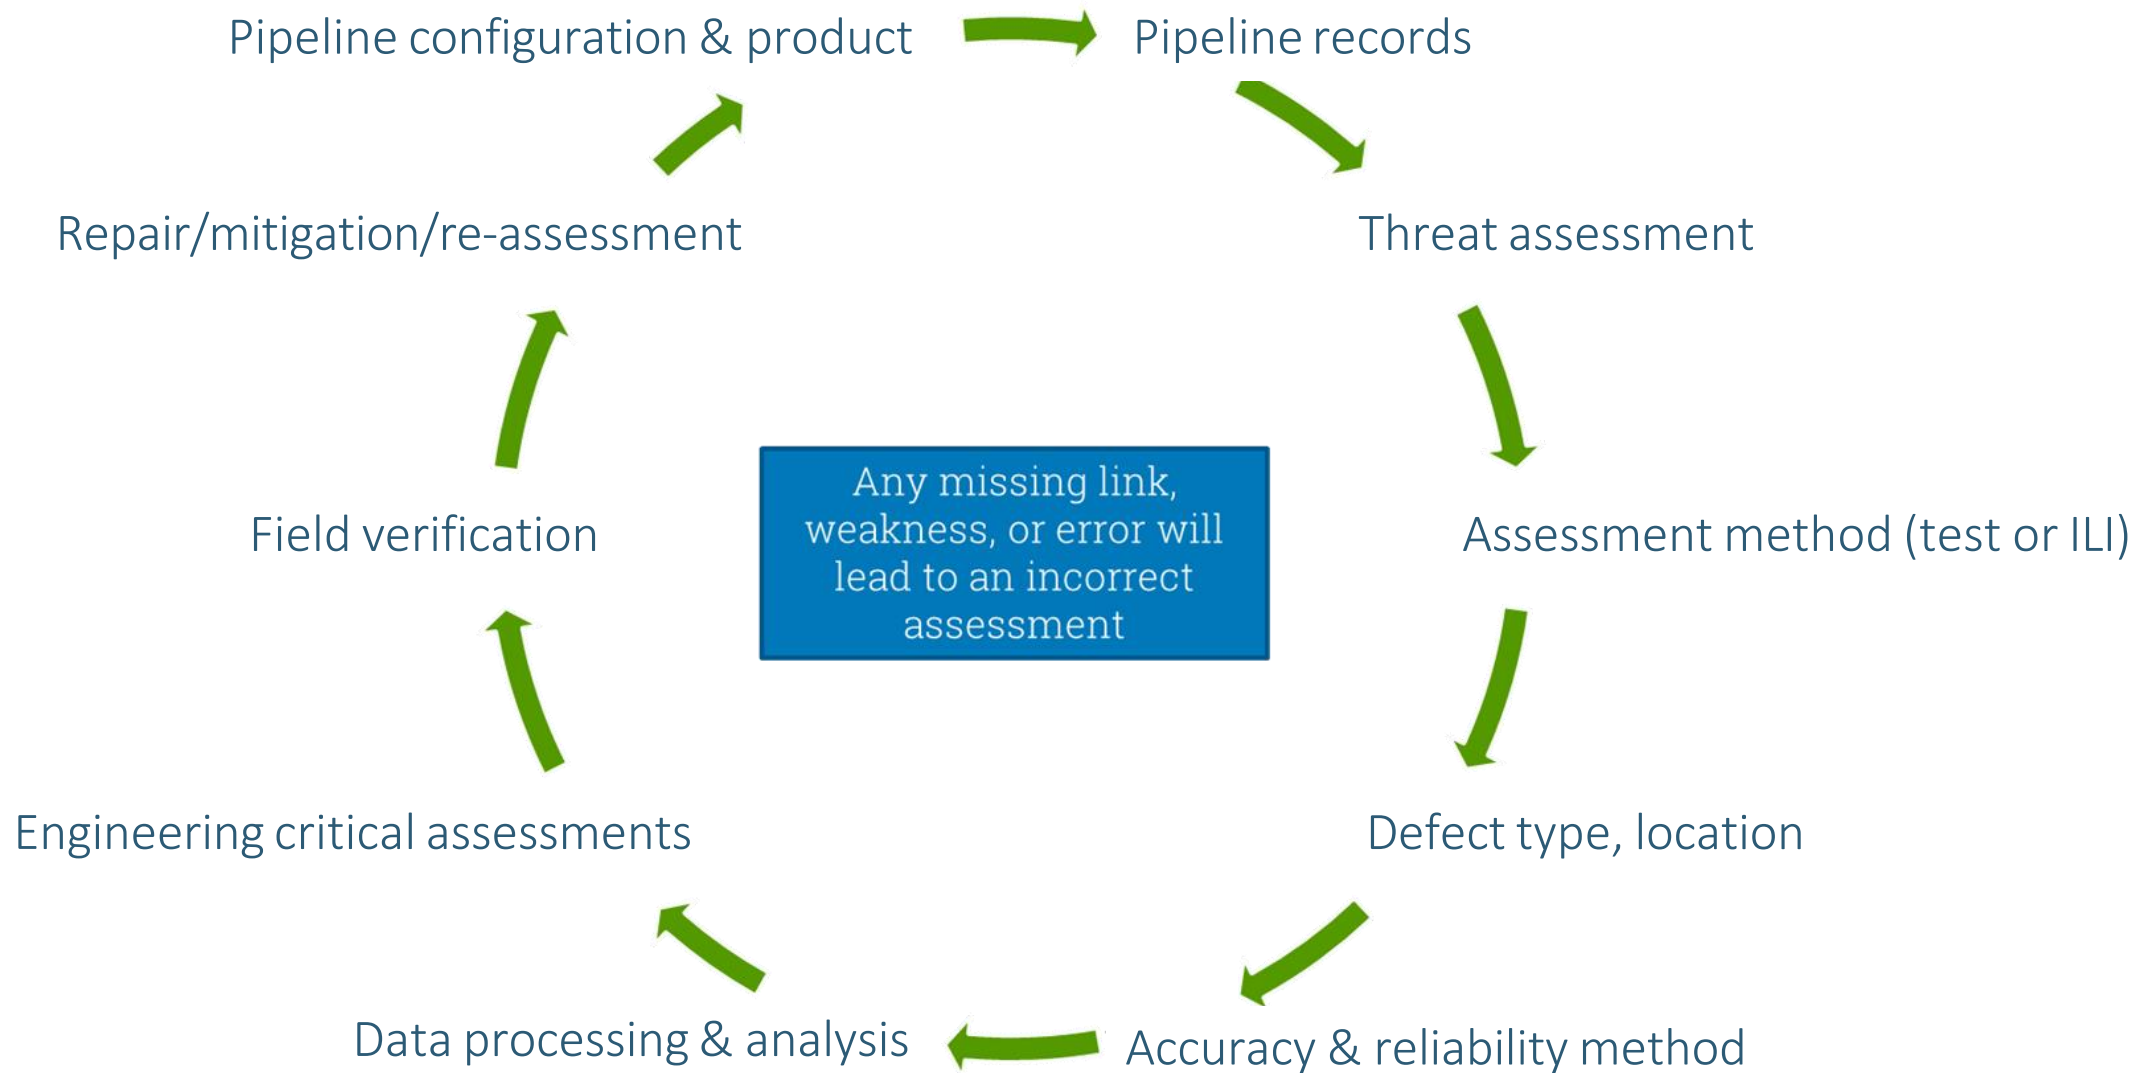 Pipeline configuration & product
Pipeline records
Threat assessment
Assessment method (test or ILI)
Defect type, location
Accuracy & reliability method
Data processing & analysis
Engineering critical assessments
Field verification
Repair/mitigation/re-assessment
Any missing link,
weakness, or error will
lead to an incorrect
assessment